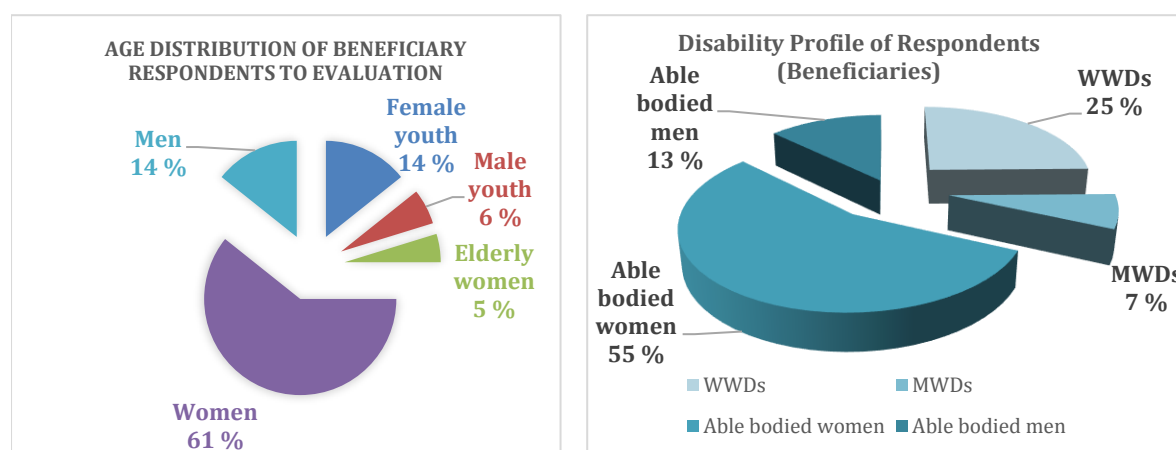 AGE DISTRIBUTION OF BENEFICIARY
RESPONDENTS TO EVALUATION
Female
youth
14 %
Male
youth
6 %
Elderly
women
5 %
Women
61 %
Men
14 %
Disability Profile of Respondents
(Beneficiaries)
WWDs
25 %
MWDs
7 %
Able
bodied
women
55 %
Able
bodied
men
13 %
WWDs
MWDs
Able bodied women
Able bodied men